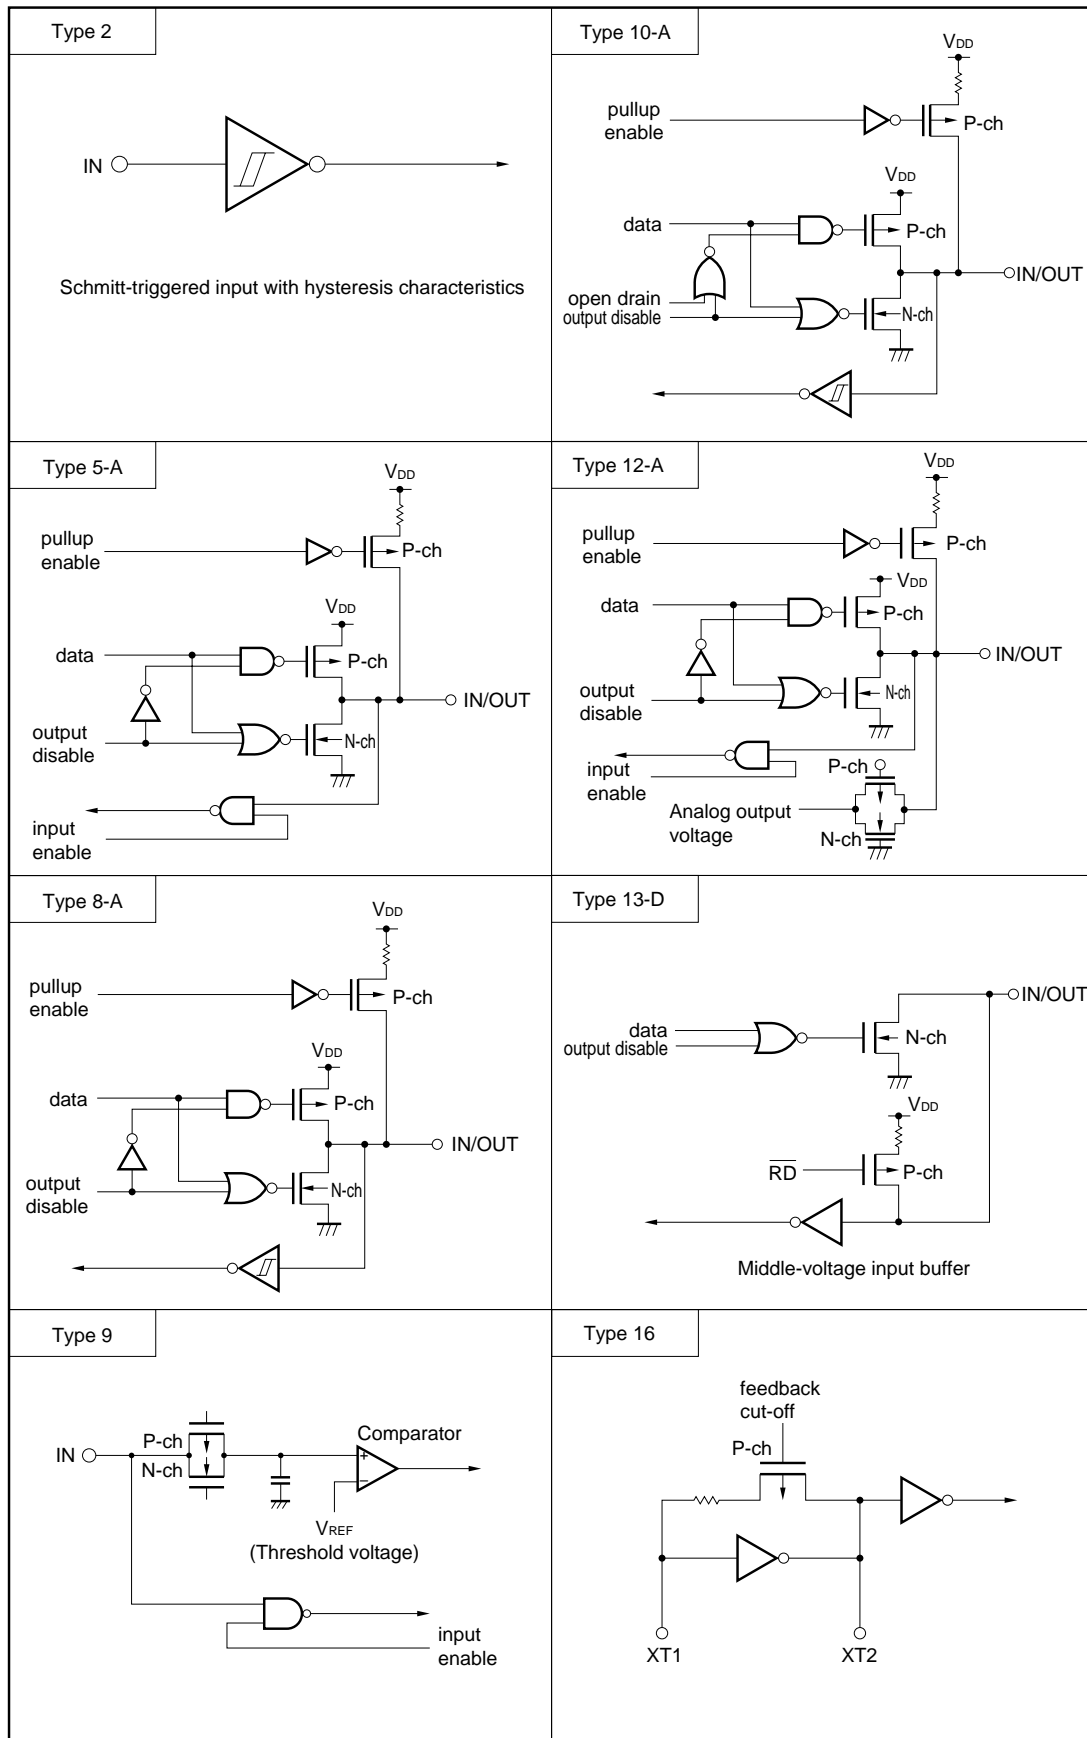 Type 2
IN
Schmitt-triggered input with hysteresis characteristics
Type 10-A
VDD
pullup
enable
P-ch
VDD
data
P-ch
IN/OUT
open drain
output disable
N-ch
Type 5-A
VDD
pullup
enable
P-ch
VDD
data
P-ch
IN/OUT
output
disable
N-ch
input
enable
Type 12-A
VDD
pullup
enable
P-ch
VDD
data
P-ch
IN/OUT
output
disable
N-ch
input
enable
P-ch
Analog output
voltage
N-ch
Type 8-A
VDD
pullup
enable
P-ch
VDD
data
P-ch
IN/OUT
output
disable
N-ch
Type 13-D
IN/OUT
data
output disable
N-ch
VDD
RD
P-ch
Middle-voltage input buffer
Type 9
Comparator
P-ch
IN
+
N-ch
−
VREF
(Threshold voltage)
input
enable
Type 16
feedback
cut-off
P-ch
XT1
XT2